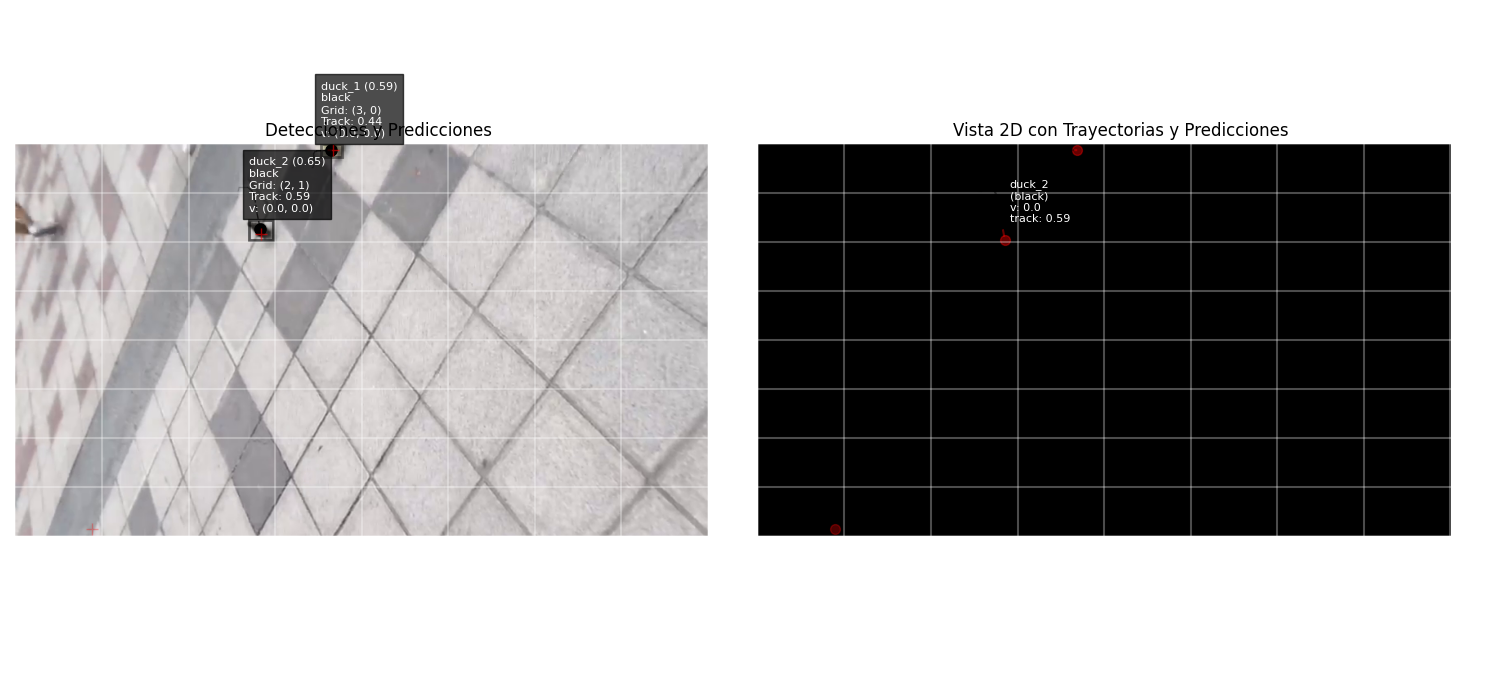 duck_1 (0.59)
black
Grid: (3, 0)
Track: 0.44
Detecciones y Predicciones
duck_2 (0.65)
black
Grid: (2, 1)
Track: 0.59
v: (0.0, 0.0)
Vista 2D con Trayectorias y Predicciones
duck_2
(black)
v: 0.0
track: 0.59